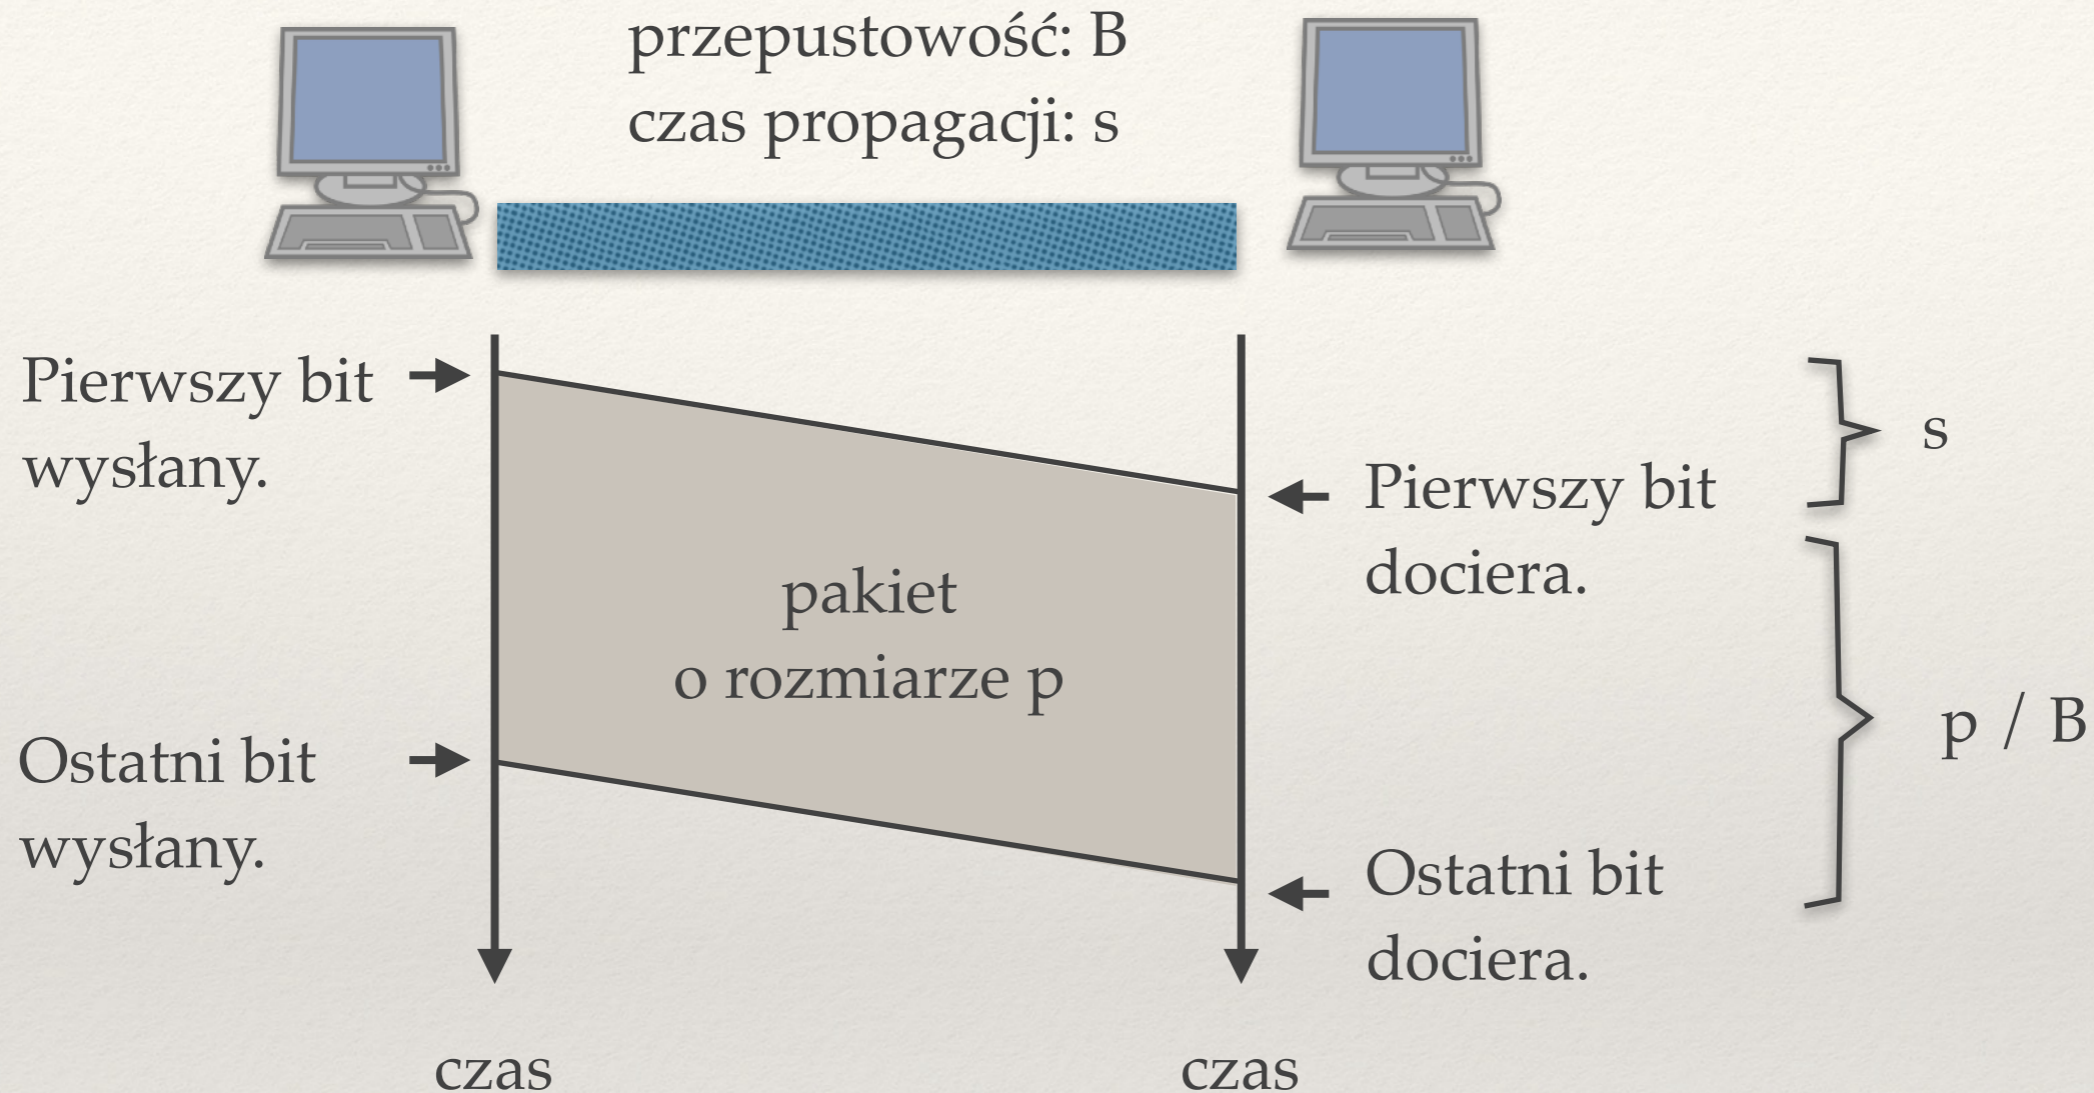 przepustowość: B
czas propagacji: s
Pierwszy bit
wysłany.
s
Pierwszy bit
dociera.
pakiet
o rozmiarze p
p / B
Ostatni bit
wysłany.
Ostatni bit
dociera.
czas
czas